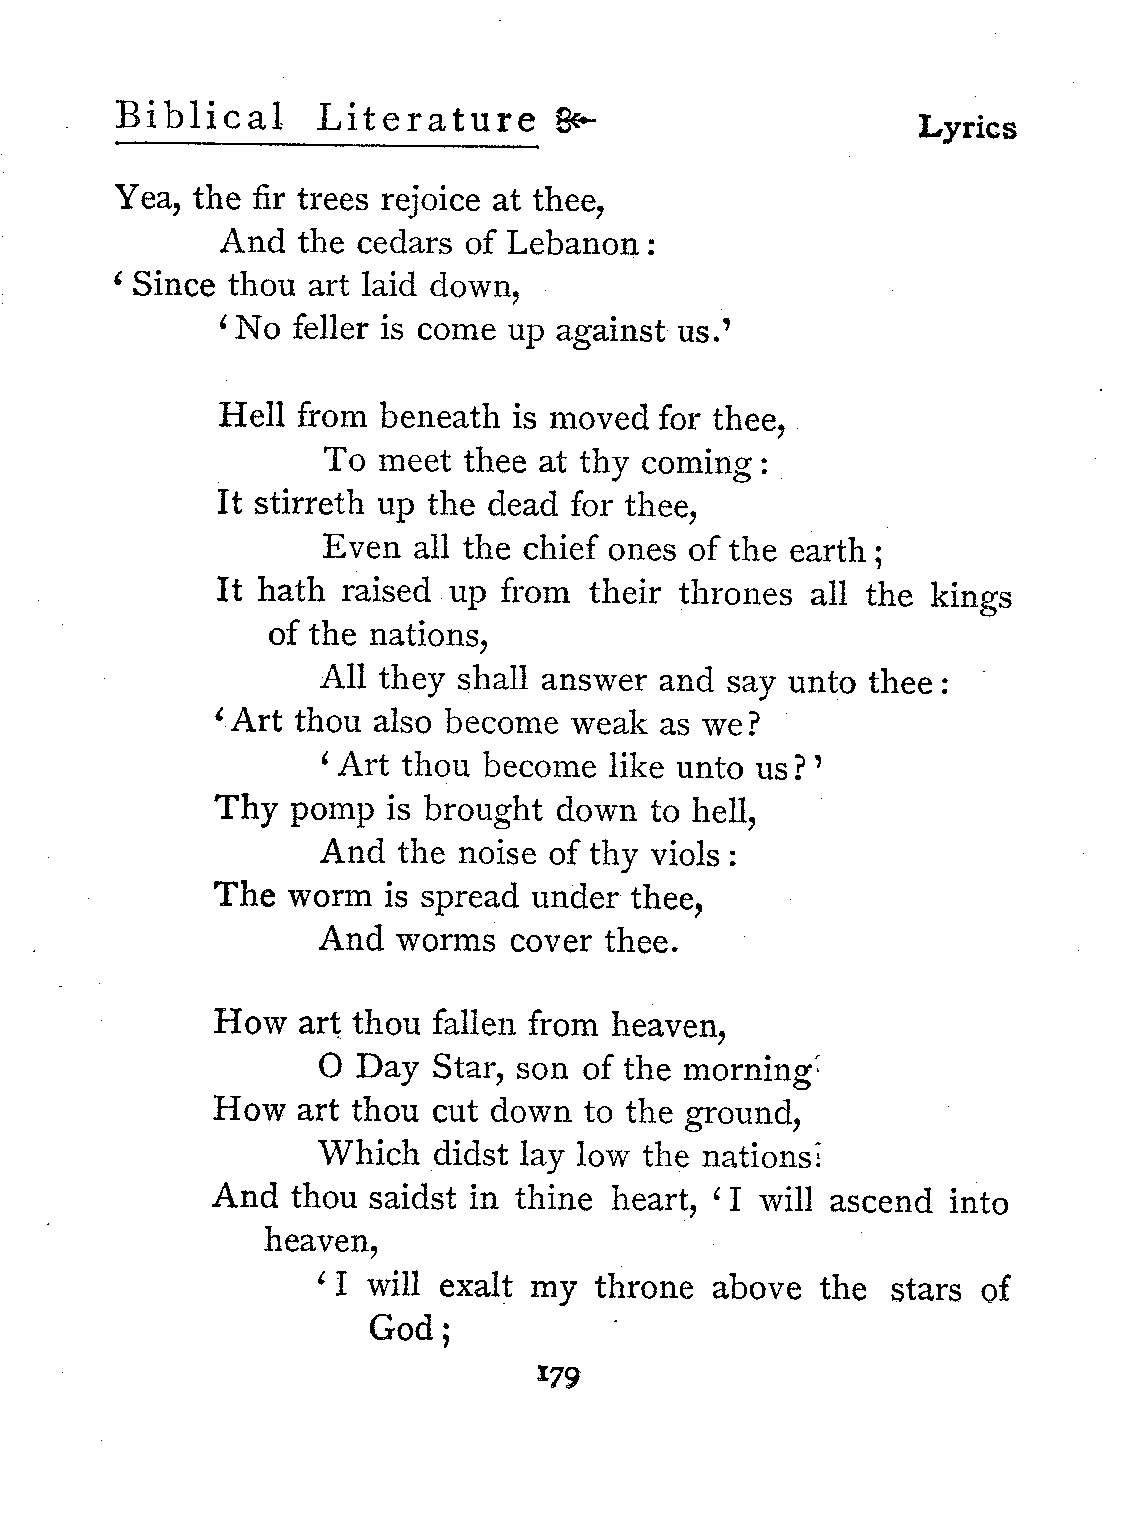 Biblical Literature Lyrics
Yea, the fir trees rejoice at thee,
And the cedars of Lebanon:
‘Since thou art laid down,
‘No feller is come up against us.’
Hell from beneath is moved for thee,
To meet thee at thy coming:
It stirreth up the dead for thee,
Even all the chief ones of the earth;
It hath raised up from their thrones all the kings
of the nations,
All they shall answer and say unto thee:
‘Art thou also become weak as we?
‘Art thou become like unto us?’
Thy pomp is brought down to hell,
And the noise of thy viols:
The worm is spread under thee,
And worms cover thee.
How art thou fallen from heaven,
O Day Star, son of the morning
How art thou cut down to the ground,
Which didst lay low the nations
And thou saidst in thine heart, ‘I will ascend into
heaven,
‘I will exalt my throne above the stars of
God;
179